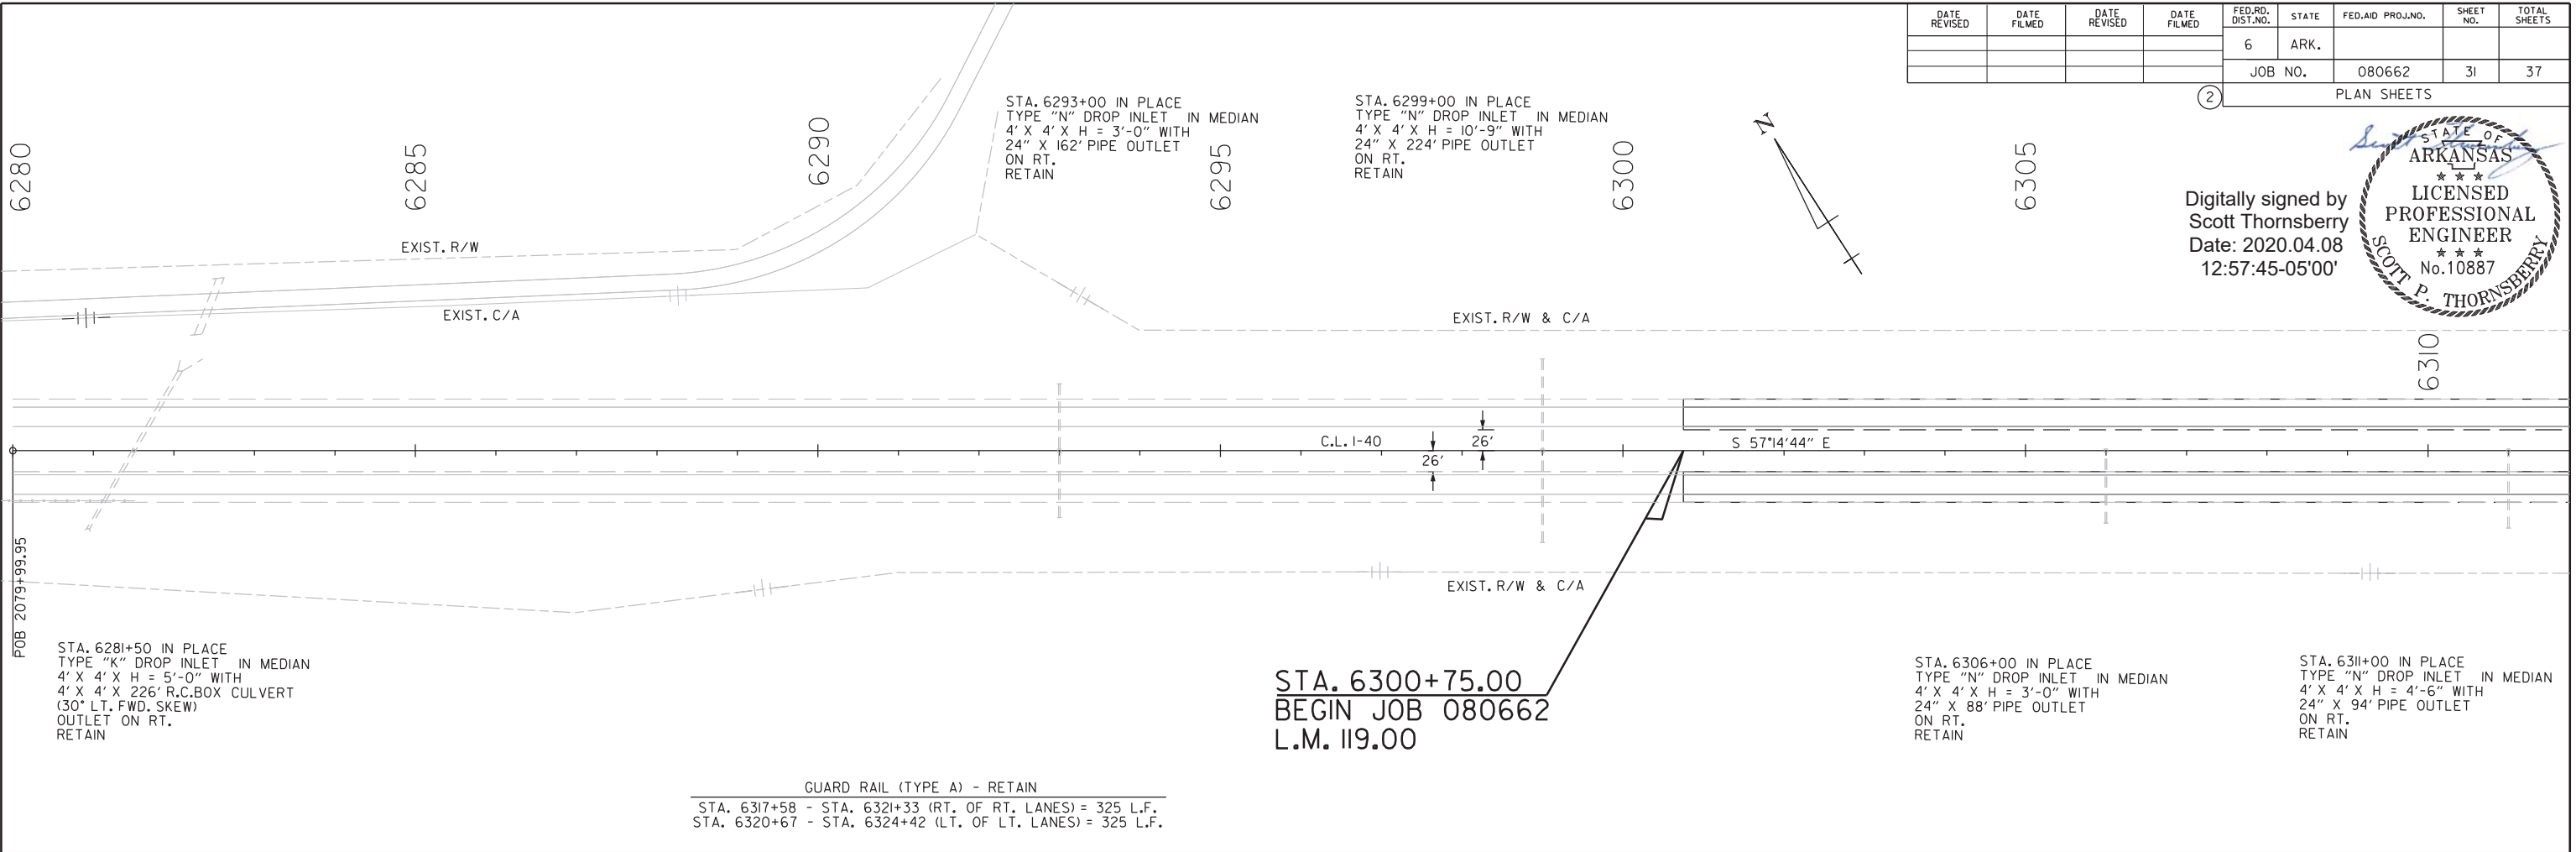 DATE REVISED
DATE FILMED
DATE REVISED
DATE FILMED
FED.RD. DIST.NO.
STATE
FED.AID PROJ.NO.
SHEET NO.
TOTAL SHEETS
6
ARK.
JOB NO.
080662
31
37
2
PLAN SHEETS
STATE OF
ARKANSAS
★ ★ ★
LICENSED
PROFESSIONAL
ENGINEER
★ ★ ★
No.10887
SCOTT P. THORNSBERRY
Digitally signed by
Scott Thornsberry
Date: 2020.04.08
12:57:45-05'00'
N
6280
6285
6290
6295
6300
6305
6310
STA. 6293+00 IN PLACE
TYPE "N" DROP INLET IN MEDIAN
4' X 4' X H = 3'-0" WITH
24" X 162' PIPE OUTLET
ON RT.
RETAIN
STA. 6299+00 IN PLACE
TYPE "N" DROP INLET IN MEDIAN
4' X 4' X H = 10'-9" WITH
24" X 224' PIPE OUTLET
ON RT.
RETAIN
EXIST. R/W
EXIST. C/A
EXIST. R/W & C/A
C.L. I-40
26'
26'
S 57°14'44" E
EXIST. R/W & C/A
POB 2079+99.95
STA. 6281+50 IN PLACE
TYPE "K" DROP INLET IN MEDIAN
4' X 4' X H = 5'-0" WITH
4' X 4' X 226' R.C.BOX CULVERT
(30° LT. FWD. SKEW)
OUTLET ON RT.
RETAIN
STA. 6300+75.00
BEGIN JOB 080662
L.M. 119.00
STA. 6306+00 IN PLACE
TYPE "N" DROP INLET IN MEDIAN
4' X 4' X H = 3'-0" WITH
24" X 88' PIPE OUTLET
ON RT.
RETAIN
STA. 6311+00 IN PLACE
TYPE "N" DROP INLET IN MEDIAN
4' X 4' X H = 4'-6" WITH
24" X 94' PIPE OUTLET
ON RT.
RETAIN
GUARD RAIL (TYPE A) - RETAIN
STA. 6317+58 - STA. 6321+33 (RT. OF RT. LANES) = 325 L.F.
STA. 6320+67 - STA. 6324+42 (LT. OF LT. LANES) = 325 L.F.